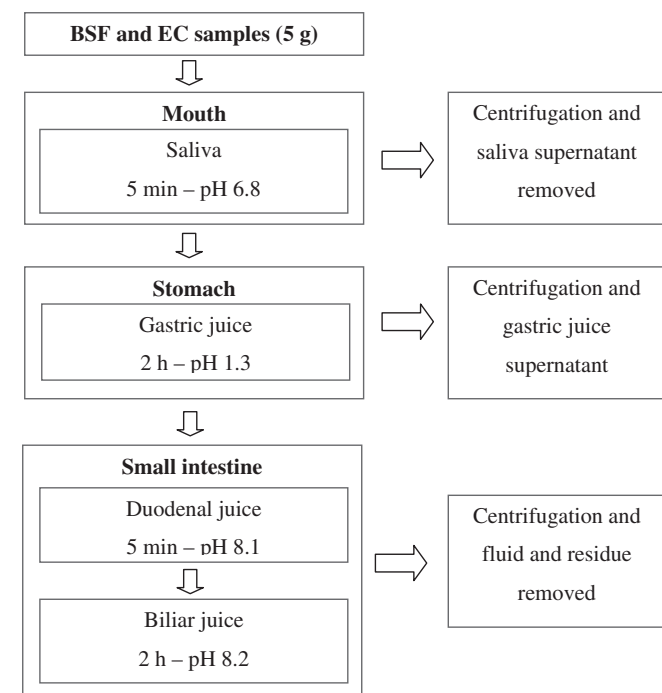 BSF and EC samples (5 g)
Mouth
Saliva
5 min – pH 6.8
Centrifugation and
saliva supernatant
removed
Stomach
Gastric juice
2 h – pH 1.3
Centrifugation and
gastric juice
supernatant
Small intestine
Duodenal juice
5 min – pH 8.1
Biliar juice
2 h – pH 8.2
Centrifugation and
fluid and residue
removed